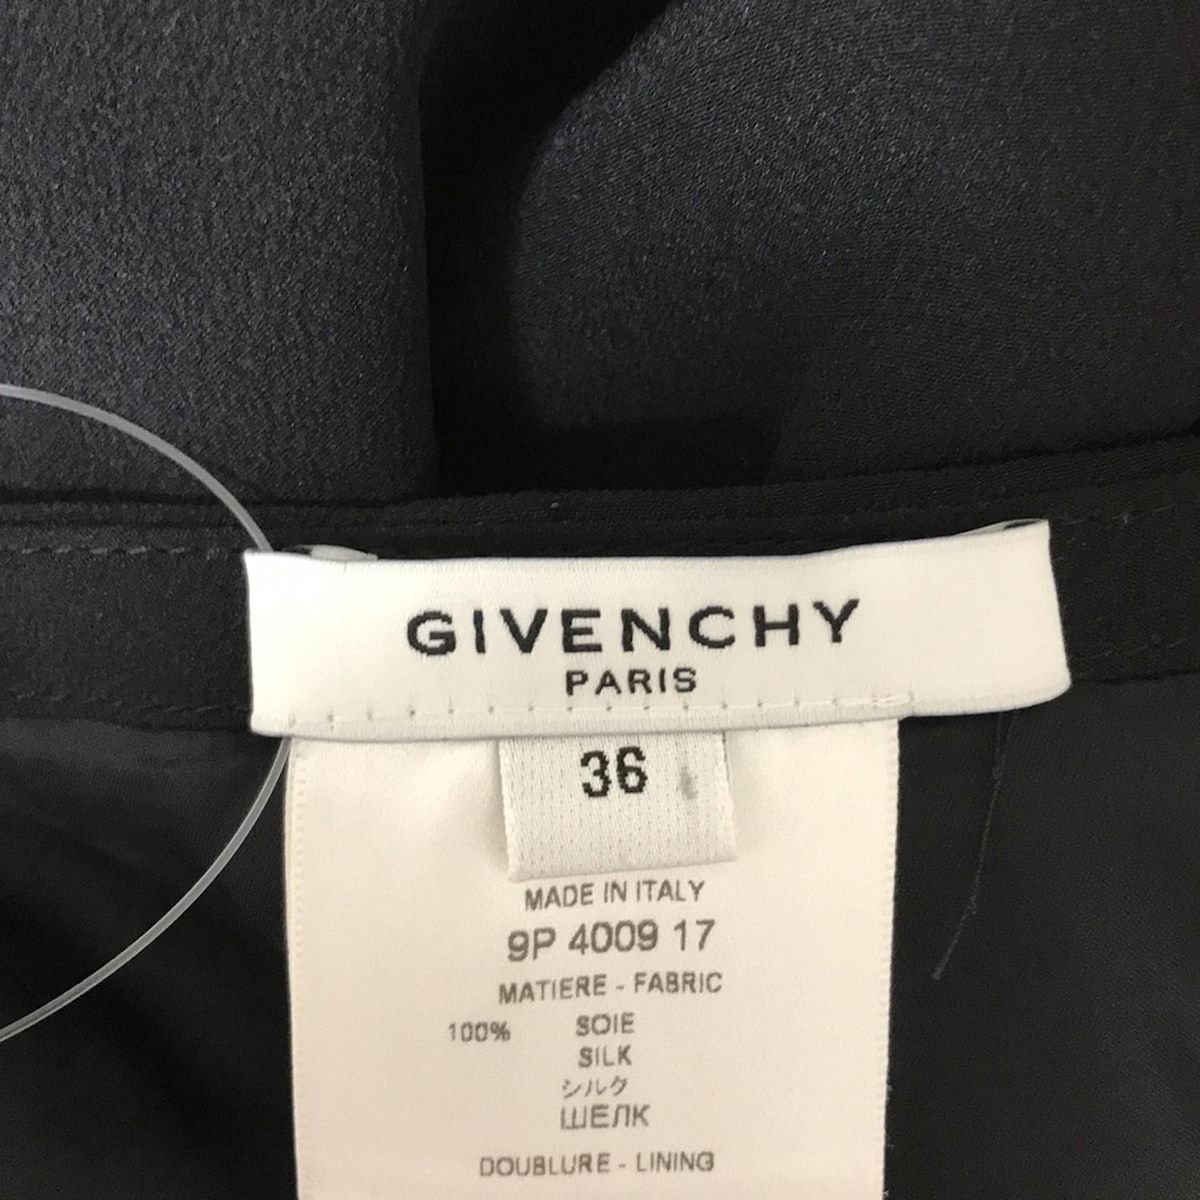 GIVENCHY
PARIS
36
MADE IN ITALY
9P 4009 17
MATIERE - FABRIC
100% SOIE
SILK
シルク
ШЕЛК
DOUBLURE - LINING